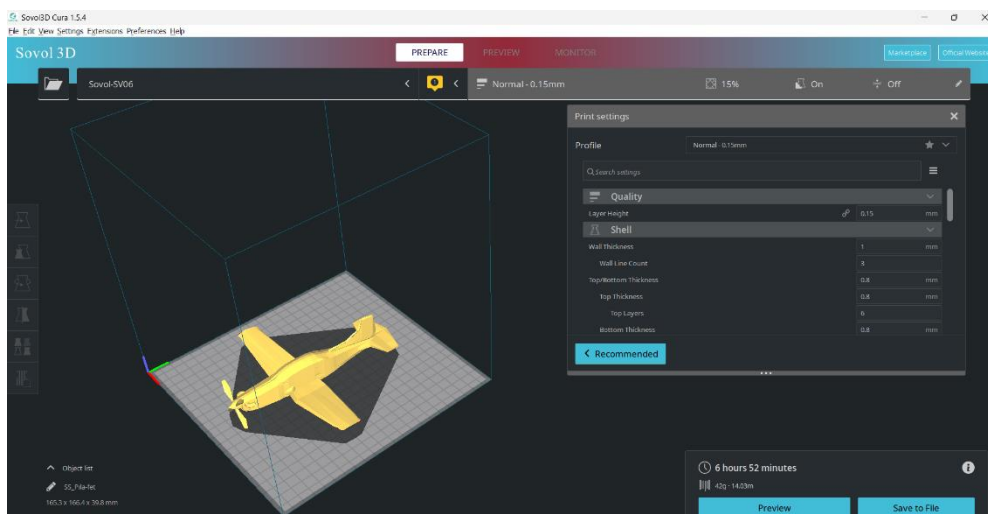 Sovol3D Cura 1.5.4
File Edit View Settings Extensions Preferences Help
Sovol 3D
PREPARE PREVIEW MONITOR
Marketplace Official Website
Sovol-SV06
Normal - 0.15mm 15% On Off
Print settings
Profile Normal - 0.15mm
Search settings
Quality
Layer Height 0.15 mm
Shell
Wall Thickness 1 mm
Wall Line Count 3
Top/Bottom Thickness 0.8 mm
Top Thickness 0.8 mm
Top Layers 6
Bottom Thickness 0.8 mm
Recommended
Object list
165.3 x 166.4 x 39.8 mm
6 hours 52 minutes
42g · 14.03m
Preview Save to File